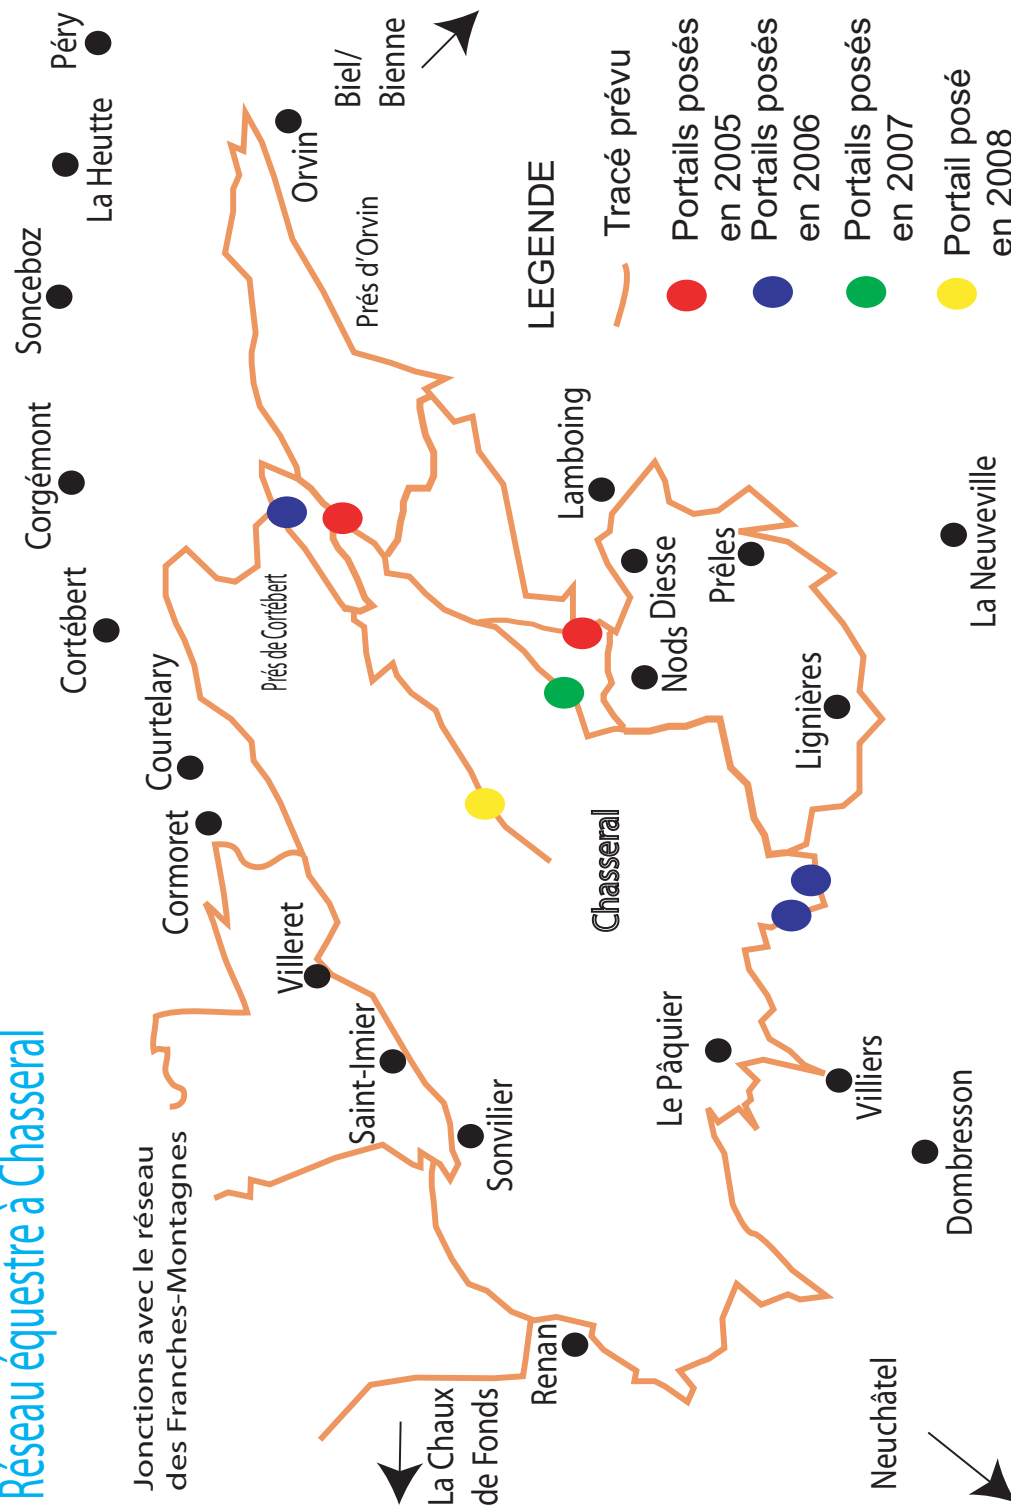 Réseau équestre à Chasseral
Jonctions avec le réseau
des Franches-Montagnes
La Chaux
de Fonds
Renan
Neuchâtel
Sonvilier
Saint-Imier
Villeret
Cormoret
Courtelary
Cortébert
Corgémont
Sonceboz
La Heutte
Péry
Prés de Cortébert
Prés d'Orvin
Orvin
Biel/
Bienne
Chasseral
Le Pâquier
Villiers
Dombresson
Nods
Diesse
Lamboing
Prêles
Lignières
La Neuveville
LEGENDE
Tracé prévu
Portails posés
en 2005
Portails posés
en 2006
Portails posés
en 2007
Portail posé
en 2008